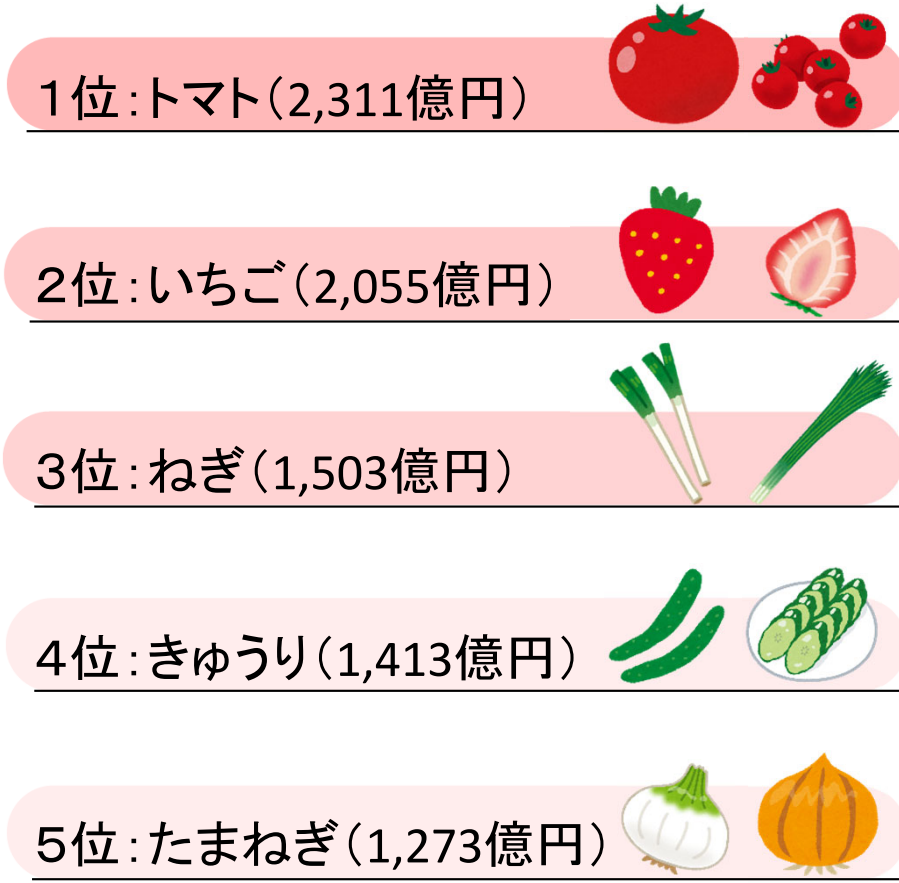 １位：トマト（2,311億円）
２位：いちご（2,055億円）
３位：ねぎ（1,503億円）
４位：きゅうり（1,413億円）
５位：たまねぎ（1,273億円）